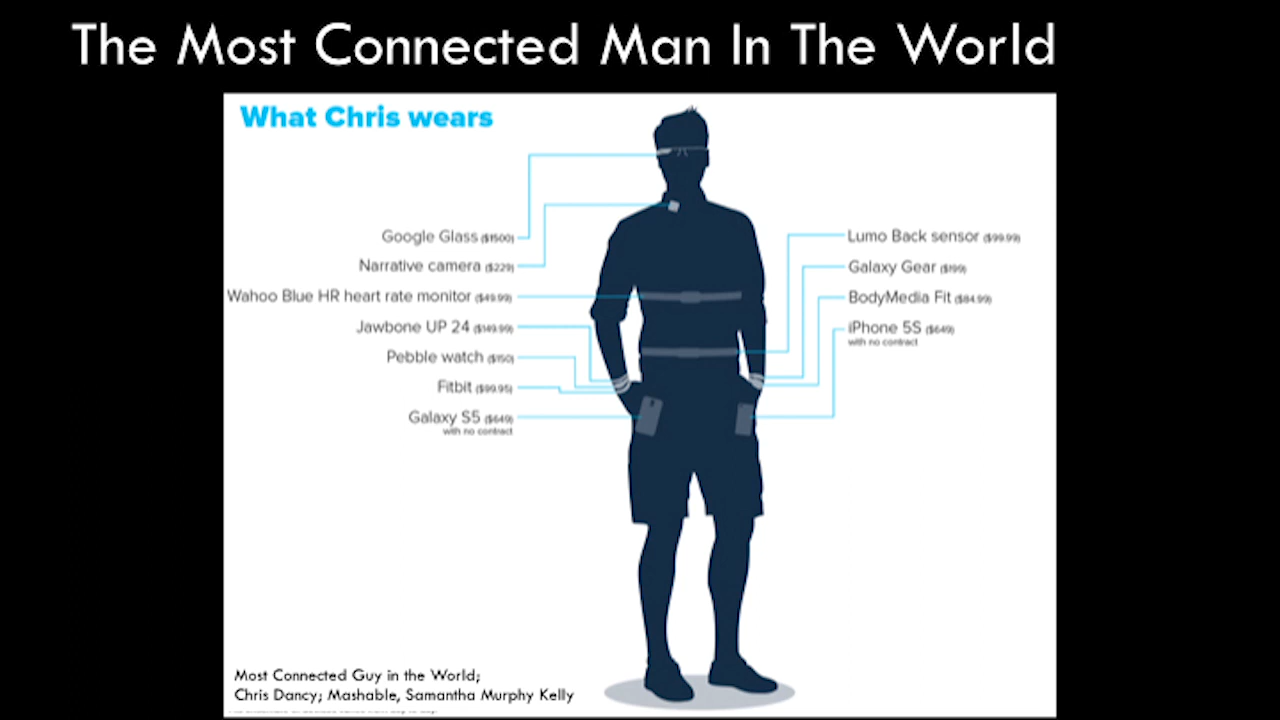 The Most Connected Man In The World
What Chris wears
Google Glass ($1500)
Narrative camera ($229)
Wahoo Blue HR heart rate monitor ($49.99)
Jawbone UP 24 ($149.99)
Pebble watch ($150)
Fitbit ($99.95)
Galaxy S5 ($649)
with no contract
Lumo Back sensor ($99.99)
Galaxy Gear ($199)
BodyMedia Fit ($84.99)
iPhone 5S ($649)
with no contract
Most Connected Guy in the World;
Chris Dancy; Mashable, Samantha Murphy Kelly